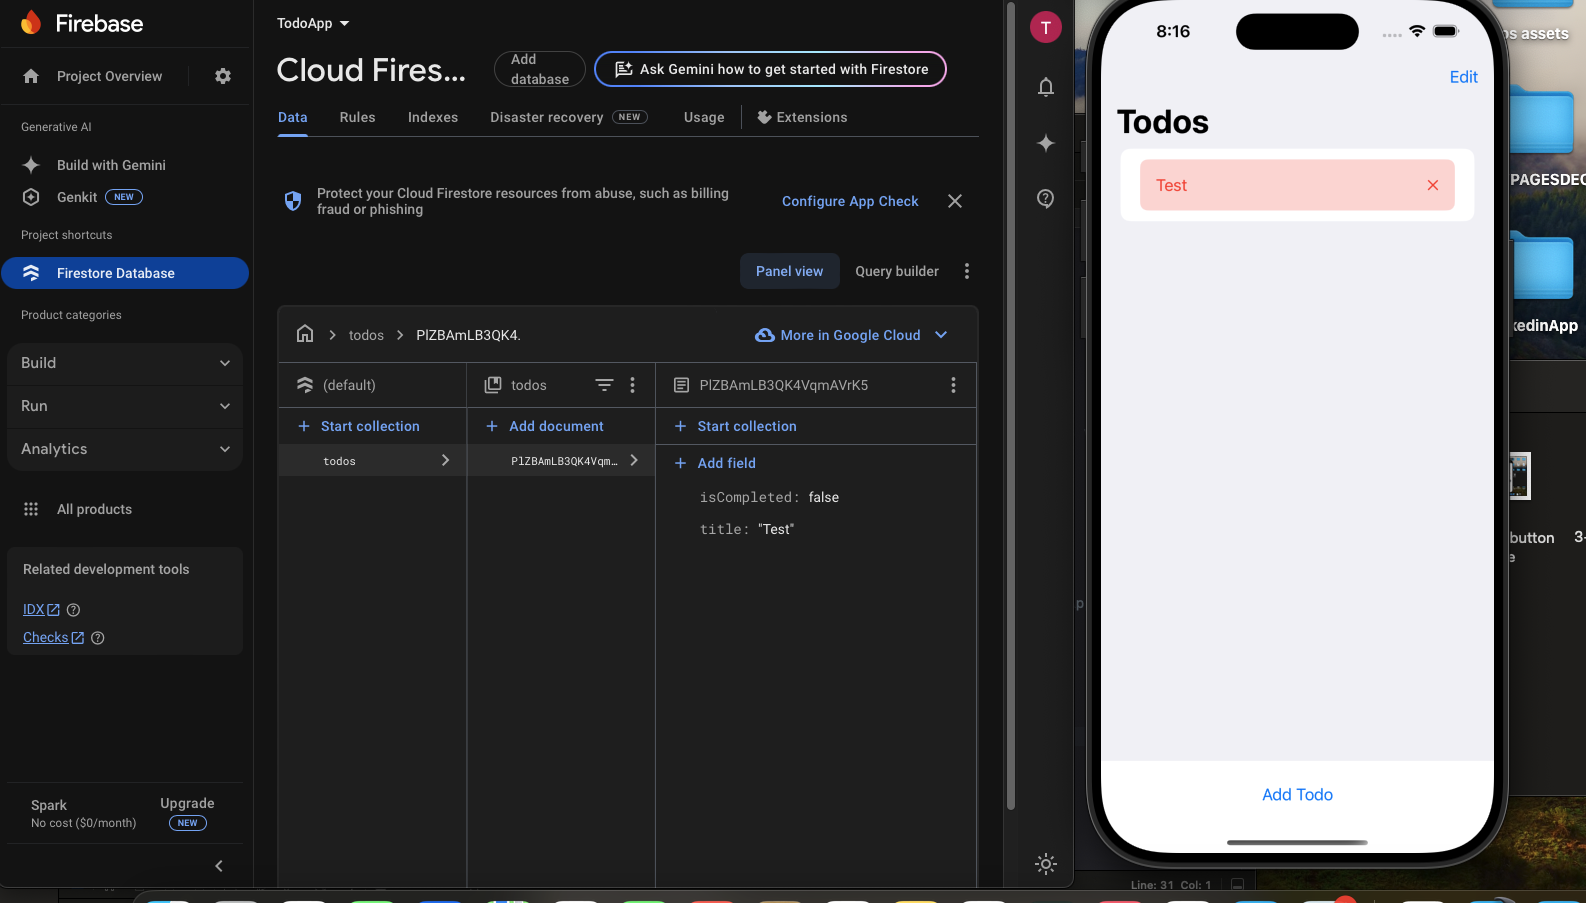 Firebase
Project Overview
Generative AI
Build with Gemini
Genkit NEW
Project shortcuts
Firestore Database
Product categories
Build
Run
Analytics
All products
Related development tools
IDX
Checks
Spark
No cost ($0/month)
Upgrade
NEW
TodoApp
Cloud Fires...
Add
database
Ask Gemini how to get started with Firestore
Data Rules Indexes Disaster recovery NEW Usage Extensions
Protect your Cloud Firestore resources from abuse, such as billing
fraud or phishing
Configure App Check
Panel view Query builder
todos PlZBAmLB3QK4.
More in Google Cloud
(default)
Start collection
todos
todos
Add document
PlZBAmLB3QK4Vqm...
PlZBAmLB3QK4VqmAVrK5
Start collection
Add field
isCompleted: false
title: "Test"
T
8:16
Edit
Todos
Test
Add Todo
s assets
PAGESDEC
kedinApp
button
e
3-
p
Line: 31 Col: 1